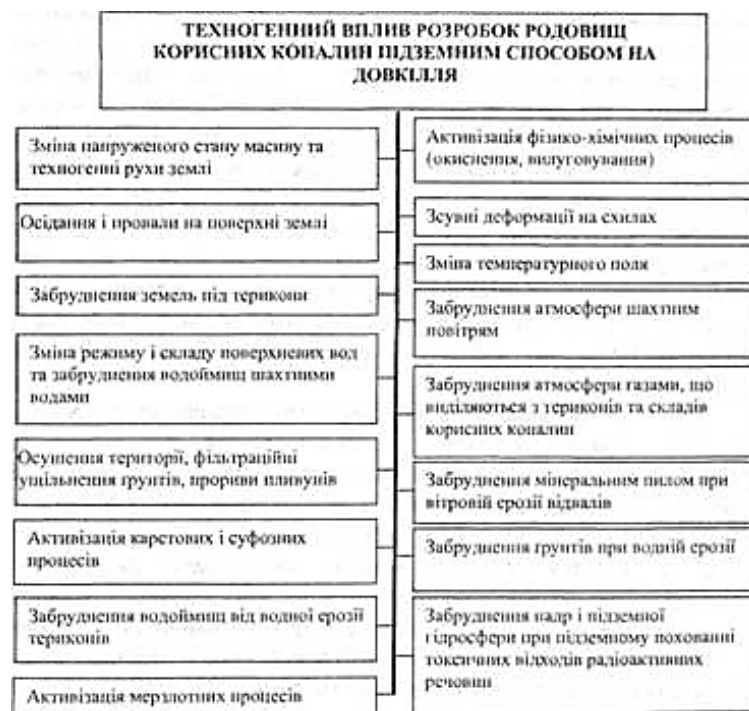 ТЕХНОГЕННИЙ ВПЛИВ РОЗРОБОК РОДОВИЩ
КОРИСНИХ КОПАЛИН ПІДЗЕМНИМ СПОСОБОМ НА
ДОВКІЛЛЯ
Зміна напруженого стану масиву та
техногенні рухи землі
Осідання і провали на поверхні землі
Забруднення земель під терикони
Зміна режиму і складу поверхневих вод
та забруднення водоймищ шахтними
водами
Осушення території, фільтраційні
ущільнення ґрунтів, прориви пливунів
Активізація карстових і суфозних
процесів
Забруднення водоймищ від водної ерозії
териконів
Активізація мерзлотних процесів
Активізація фізико-хімічних процесів
(окиснення, вилуговування)
Зсувні деформації на схилах
Зміна температурного поля
Забруднення атмосфери шахтним
повітрям
Забруднення атмосфери газами, що
виділяються з териконів та складів
корисних копалин
Забруднення мінеральним пилом при
вітровій ерозії відвалів
Забруднення ґрунтів при водній ерозії
Забруднення надр і підземної
гідросфери при підземному похованні
токсичних відходів радіоактивних
речовин